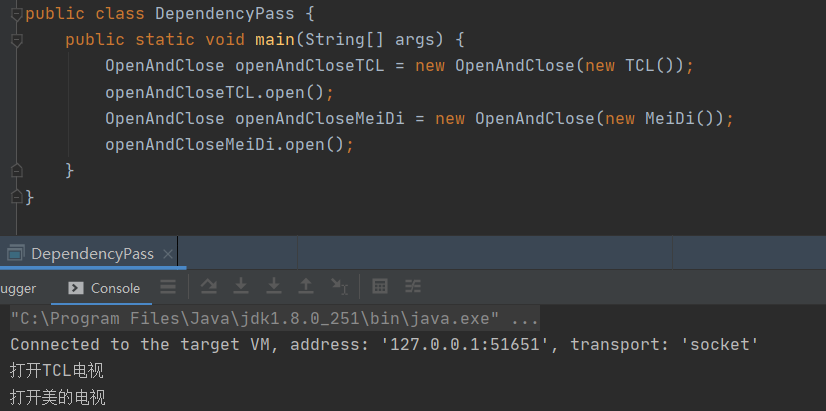 public class DependencyPass {
public static void main(String[] args) {
OpenAndClose openAndCloseTCL = new OpenAndClose(new TCL());
openAndCloseTCL.open();
OpenAndClose openAndCloseMeiDi = new OpenAndClose(new MeiDi());
openAndCloseMeiDi.open();
}
}
DependencyPass ×
ugger Console
"C:\Program Files\Java\jdk1.8.0_251\bin\java.exe" ...
Connected to the target VM, address: '127.0.0.1:51651', transport: 'socket'
打开TCL电视
打开美的电视